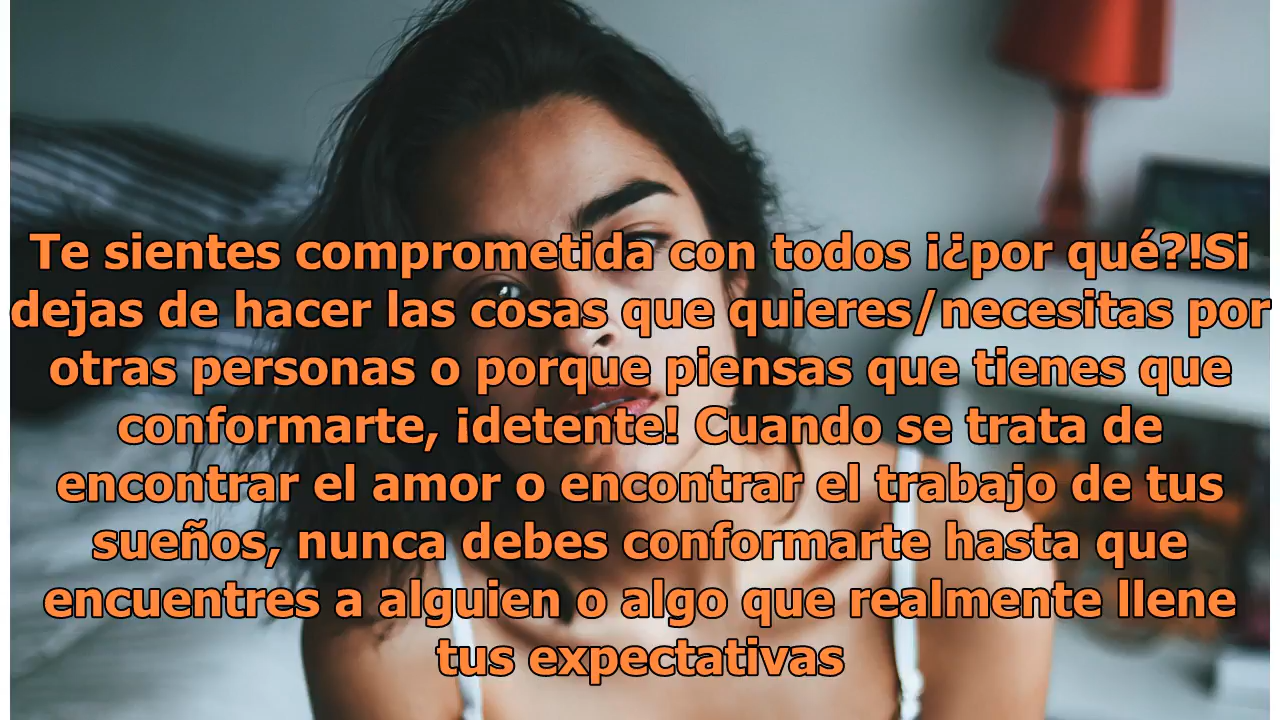 Te sientes comprometida con todos ¡¿por qué?!Si
dejas de hacer las cosas que quieres/necesitas por
otras personas o porque piensas que tienes que
conformarte, ¡detente! Cuando se trata de
encontrar el amor o encontrar el trabajo de tus
sueños, nunca debes conformarte hasta que
encuentres a alguien o algo que realmente llene
tus expectativas